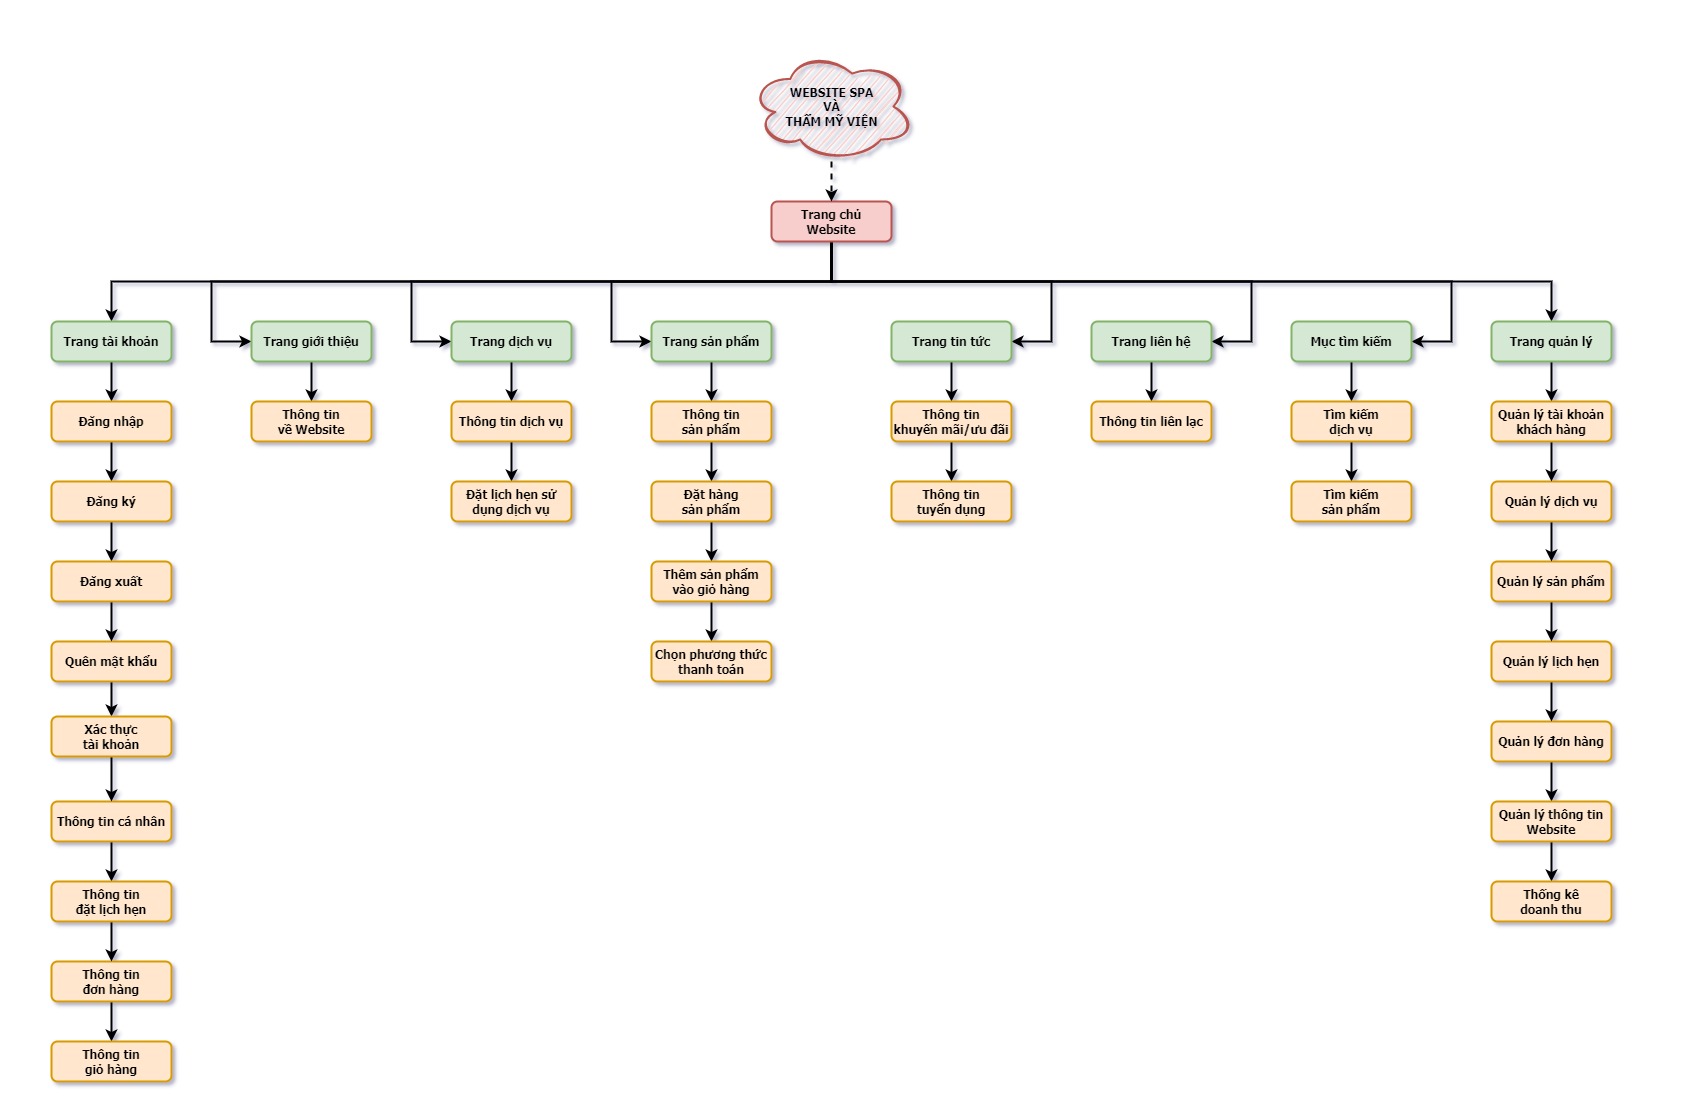 WEBSITE SPA
VÀ
THẨM MỸ VIỆN
Trang chủ
Website
Trang tài khoản
Trang giới thiệu
Trang dịch vụ
Trang sản phẩm
Trang tin tức
Trang liên hệ
Mục tìm kiếm
Trang quản lý
Đăng nhập
Đăng ký
Đăng xuất
Quên mật khẩu
Xác thực
tài khoản
Thông tin cá nhân
Thông tin
đặt lịch hẹn
Thông tin
đơn hàng
Thông tin
giỏ hàng
Thông tin
về Website
Thông tin dịch vụ
Đặt lịch hẹn sử
dụng dịch vụ
Thông tin
sản phẩm
Đặt hàng
sản phẩm
Thêm sản phẩm
vào giỏ hàng
Chọn phương thức
thanh toán
Thông tin
khuyến mãi/ưu đãi
Thông tin
tuyển dụng
Thông tin liên lạc
Tìm kiếm
dịch vụ
Tìm kiếm
sản phẩm
Quản lý tài khoản
khách hàng
Quản lý dịch vụ
Quản lý sản phẩm
Quản lý lịch hẹn
Quản lý đơn hàng
Quản lý thông tin
Website
Thống kê
doanh thu